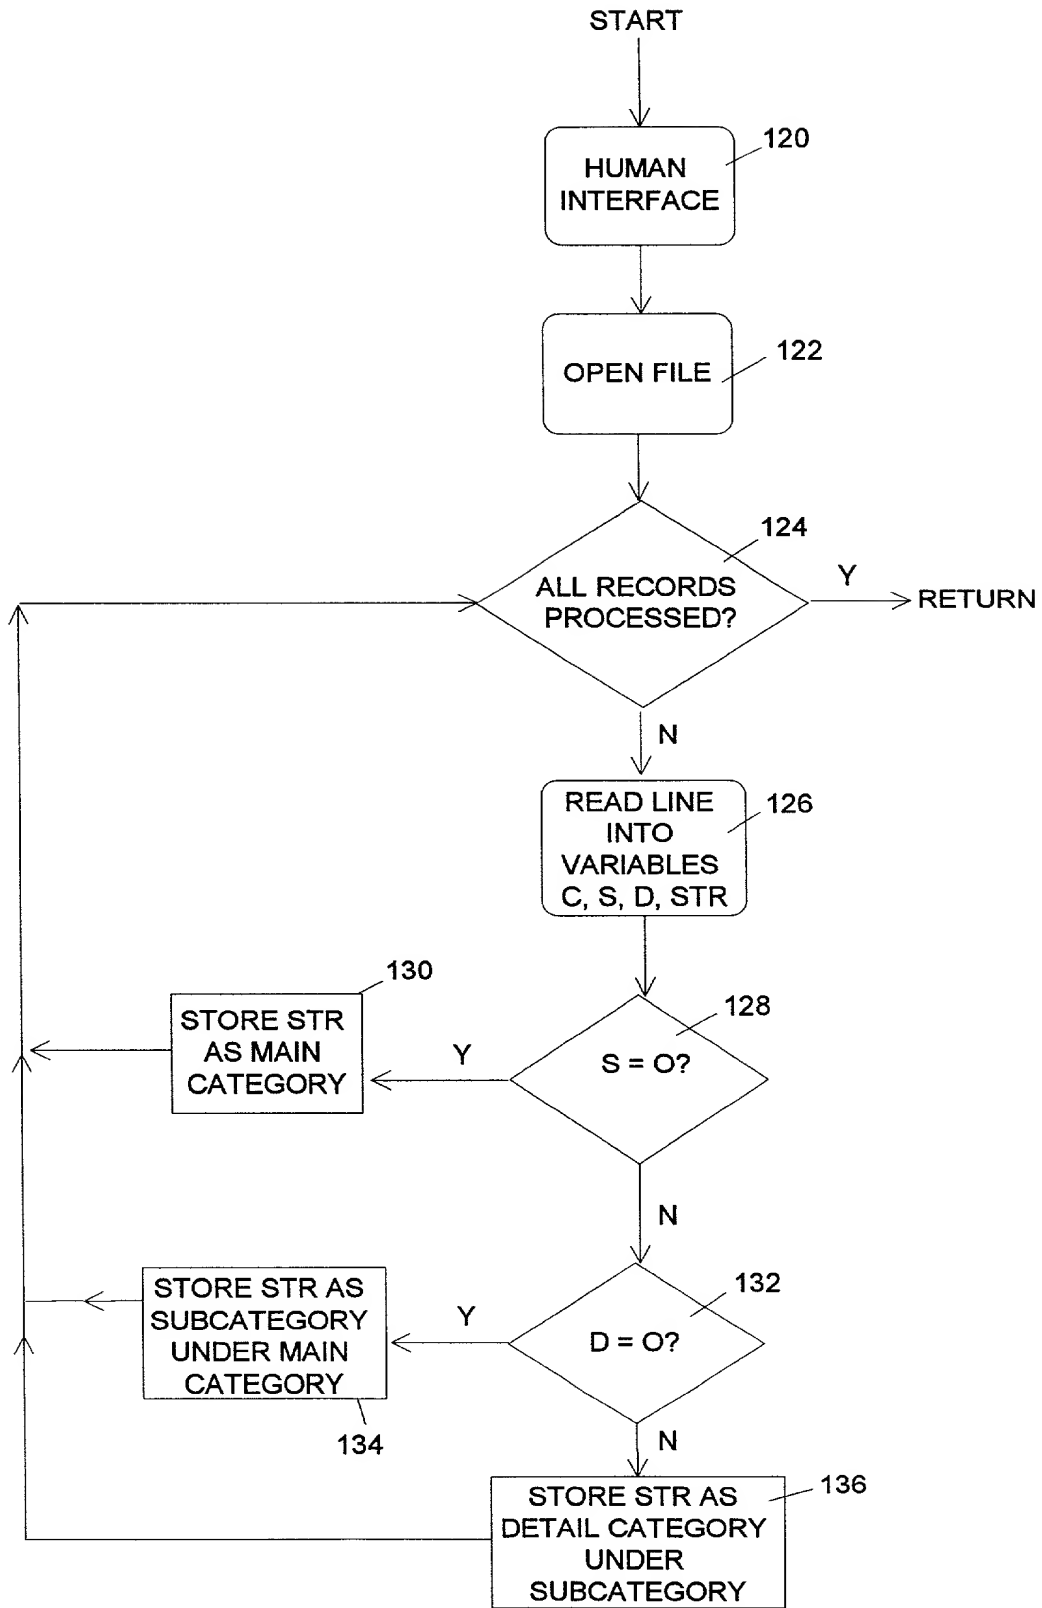 START
120
HUMAN
INTERFACE
122
OPEN FILE
124
ALL RECORDS
PROCESSED?
Y
RETURN
N
READ LINE
INTO
VARIABLES
C, S, D, STR
126
130
STORE STR
AS MAIN
CATEGORY
Y
128
S = O?
N
STORE STR AS
SUBCATEGORY
UNDER MAIN
CATEGORY
134
Y
132
D = O?
N
136
STORE STR AS
DETAIL CATEGORY
UNDER
SUBCATEGORY